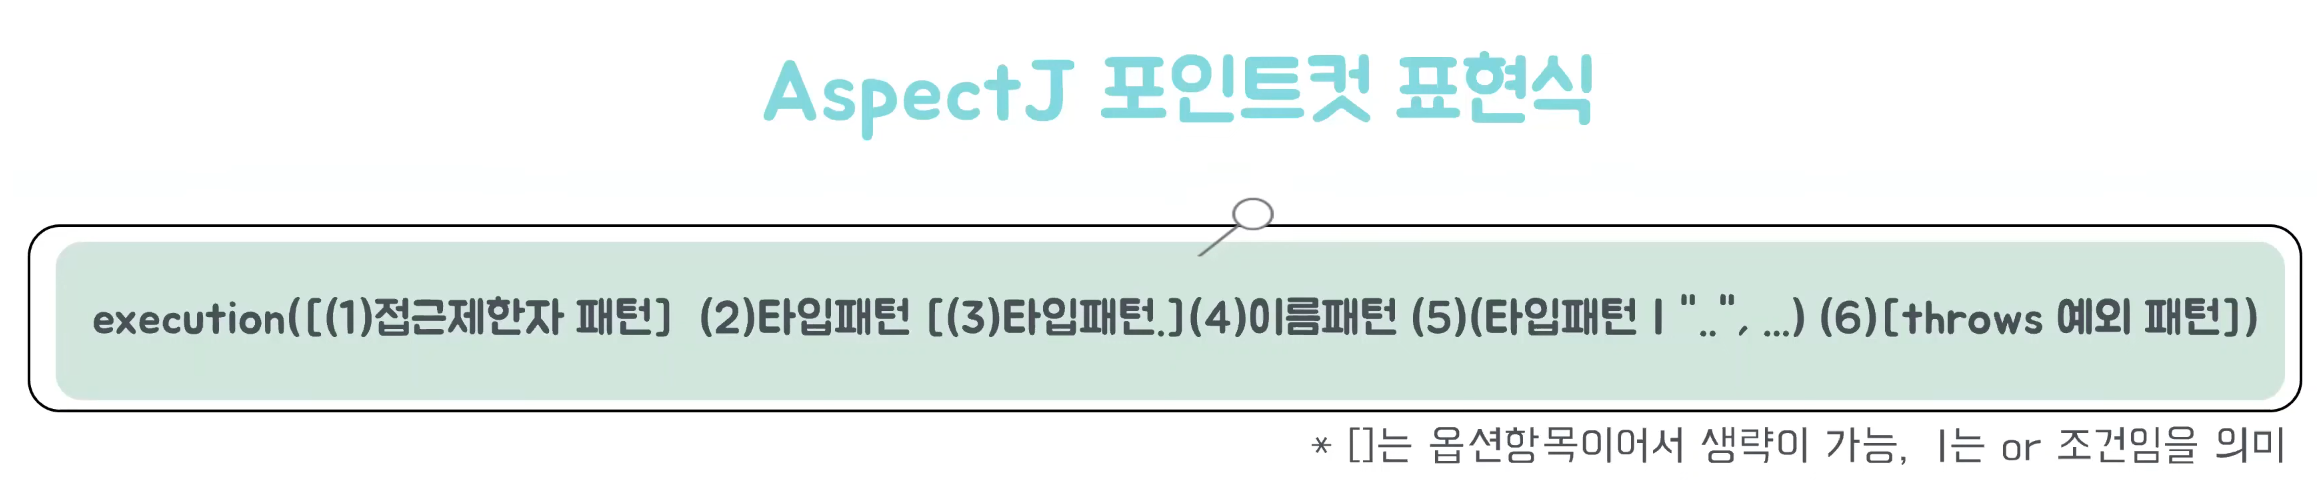 AspectJ 포인트컷 표현식
execution([(1)접근제한자 패턴] (2)타입패턴 [(3)타입패턴.](4)이름패턴 (5)(타입패턴 | "..", ...) (6)[throws 예외 패턴])
* []는 옵션항목이어서 생략이 가능, |는 or 조건임을 의미